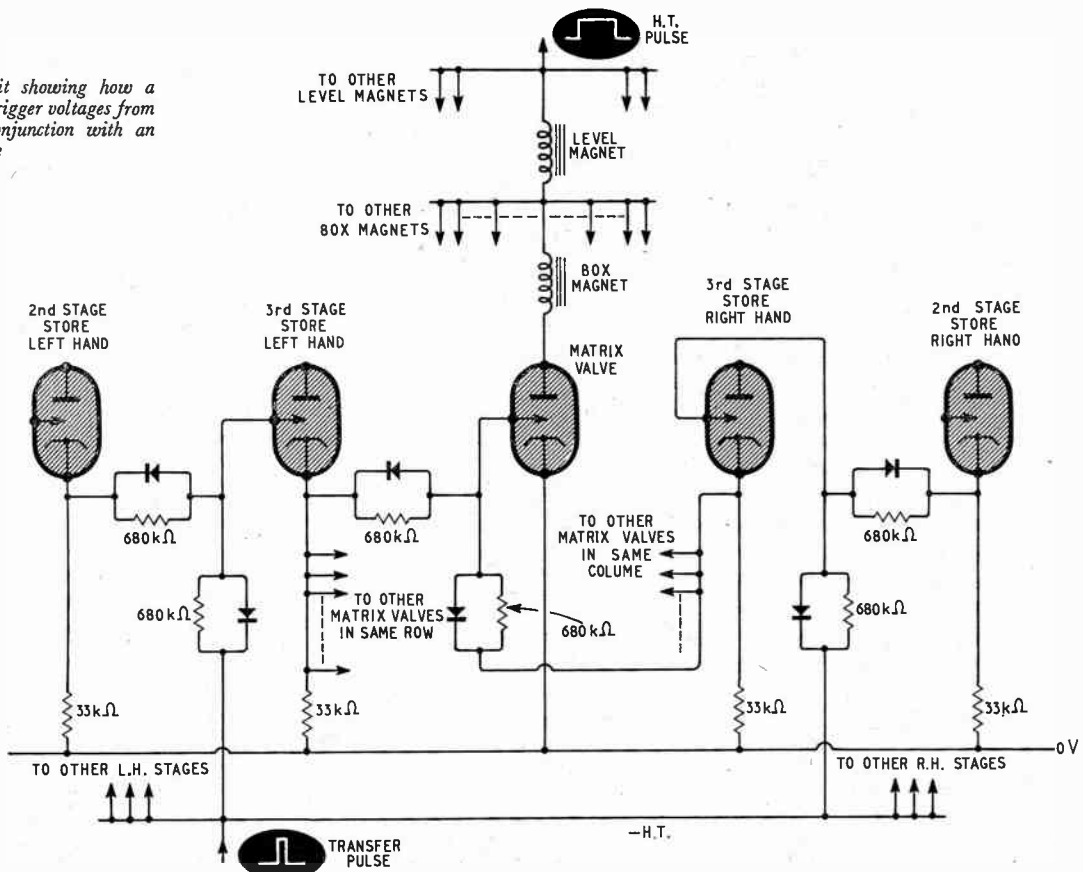 H.T.
PULSE
it showing how a
rigger voltages from
njunction with an
TO OTHER
LEVEL MAGNETS
LEVEL
MAGNET
TO OTHER
BOX MAGNETS
BOX
MAGNET
2nd STAGE
STORE
LEFT HAND
3rd STAGE
STORE
LEFT HAND
MATRIX
VALVE
3rd STAGE
STORE
RIGHT HAND
2nd STAGE
STORE
RIGHT HAND
680kΩ
680kΩ
680kΩ
TO OTHER
MATRIX VALVES
IN SAME
COLUME
680kΩ
TO OTHER
MATRIX VALVES
IN SAME ROW
680kΩ
680kΩ
33kΩ
33kΩ
33kΩ
33kΩ
0V
TO OTHER L.H. STAGES
TO OTHER R.H. STAGES
—H.T.
TRANSFER
PULSE